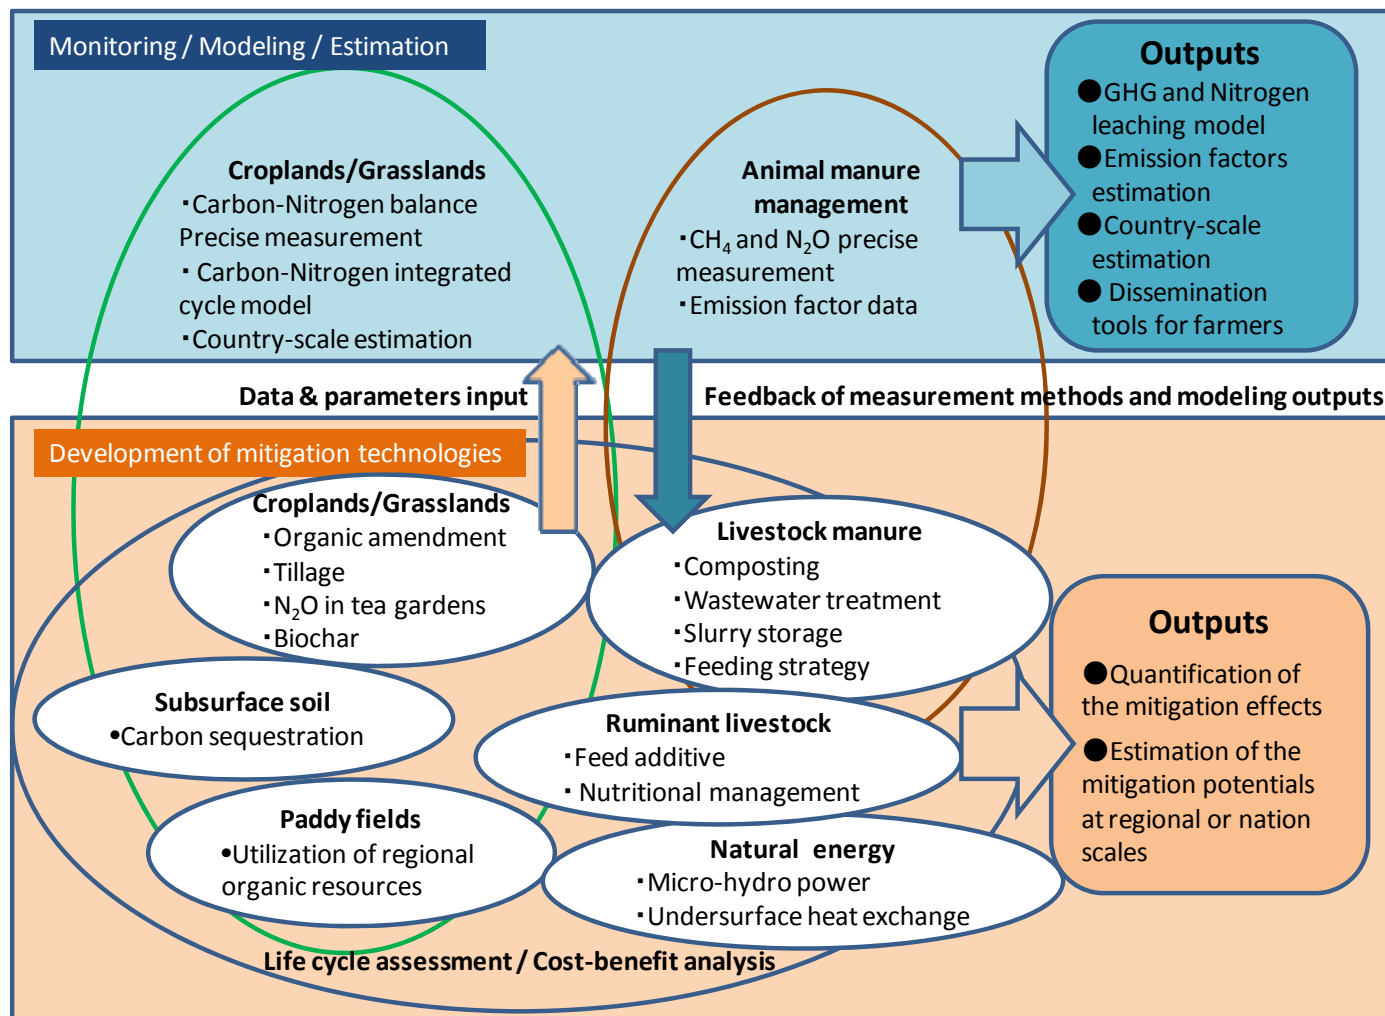 Monitoring / Modeling / Estimation
Croplands/Grasslands
・Carbon-Nitrogen balance
Precise measurement
・ Carbon-Nitrogen integrated
cycle model
・Country-scale estimation
Animal manure
management
・CH₄ and N₂O precise
measurement
・Emission factor data
Outputs
●GHG and Nitrogen
leaching model
●Emission factors
estimation
●Country-scale
estimation
● Dissemination
tools for farmers
Data & parameters input
Feedback of measurement methods and modeling outputs
Development of mitigation technologies
Croplands/Grasslands
・Organic amendment
・Tillage
・N₂O in tea gardens
・Biochar
Livestock manure
・Composting
・Wastewater treatment
・Slurry storage
・Feeding strategy
Subsurface soil
•Carbon sequestration
Ruminant livestock
・Feed additive
・Nutritional management
Paddy fields
•Utilization of regional
organic resources
Natural energy
・Micro-hydro power
・Undersurface heat exchange
Life cycle assessment / Cost-benefit analysis
Outputs
●Quantification of
the mitigation effects
●Estimation of the
mitigation potentials
at regional or nation
scales